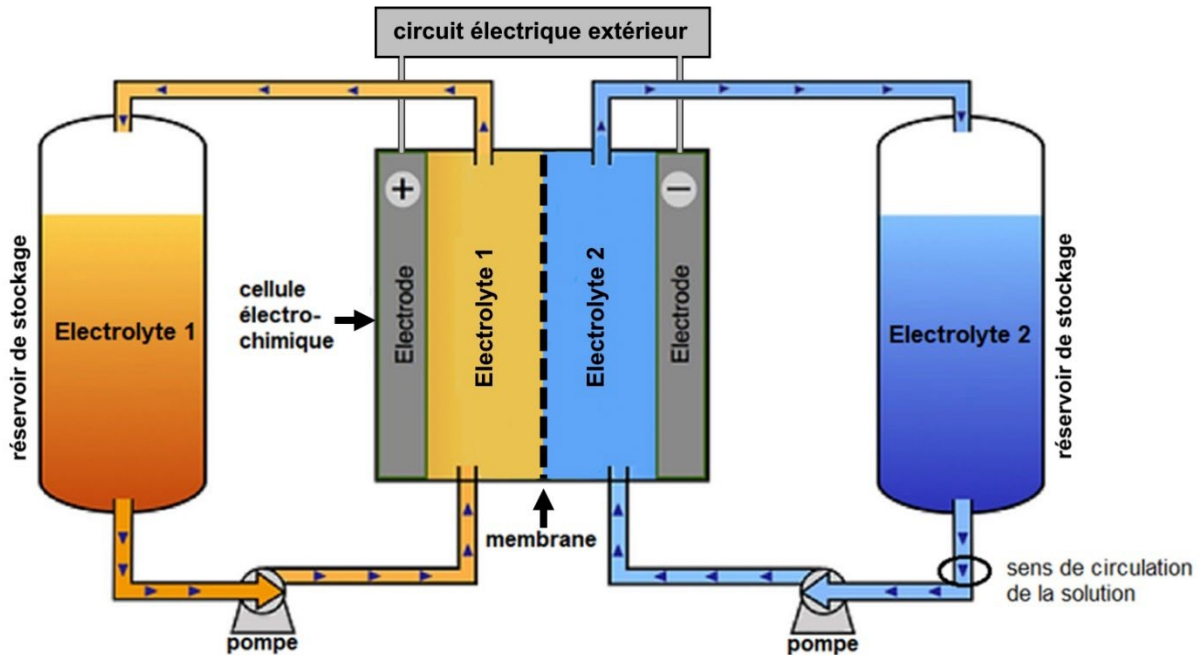 circuit électrique extérieur
+
−
réservoir de stockage
Electrolyte 1
cellule
électro-
chimique
Electrode
Electrolyte 1
Electrolyte 2
Electrode
Electrolyte 2
réservoir de stockage
membrane
sens de circulation
de la solution
pompe
pompe